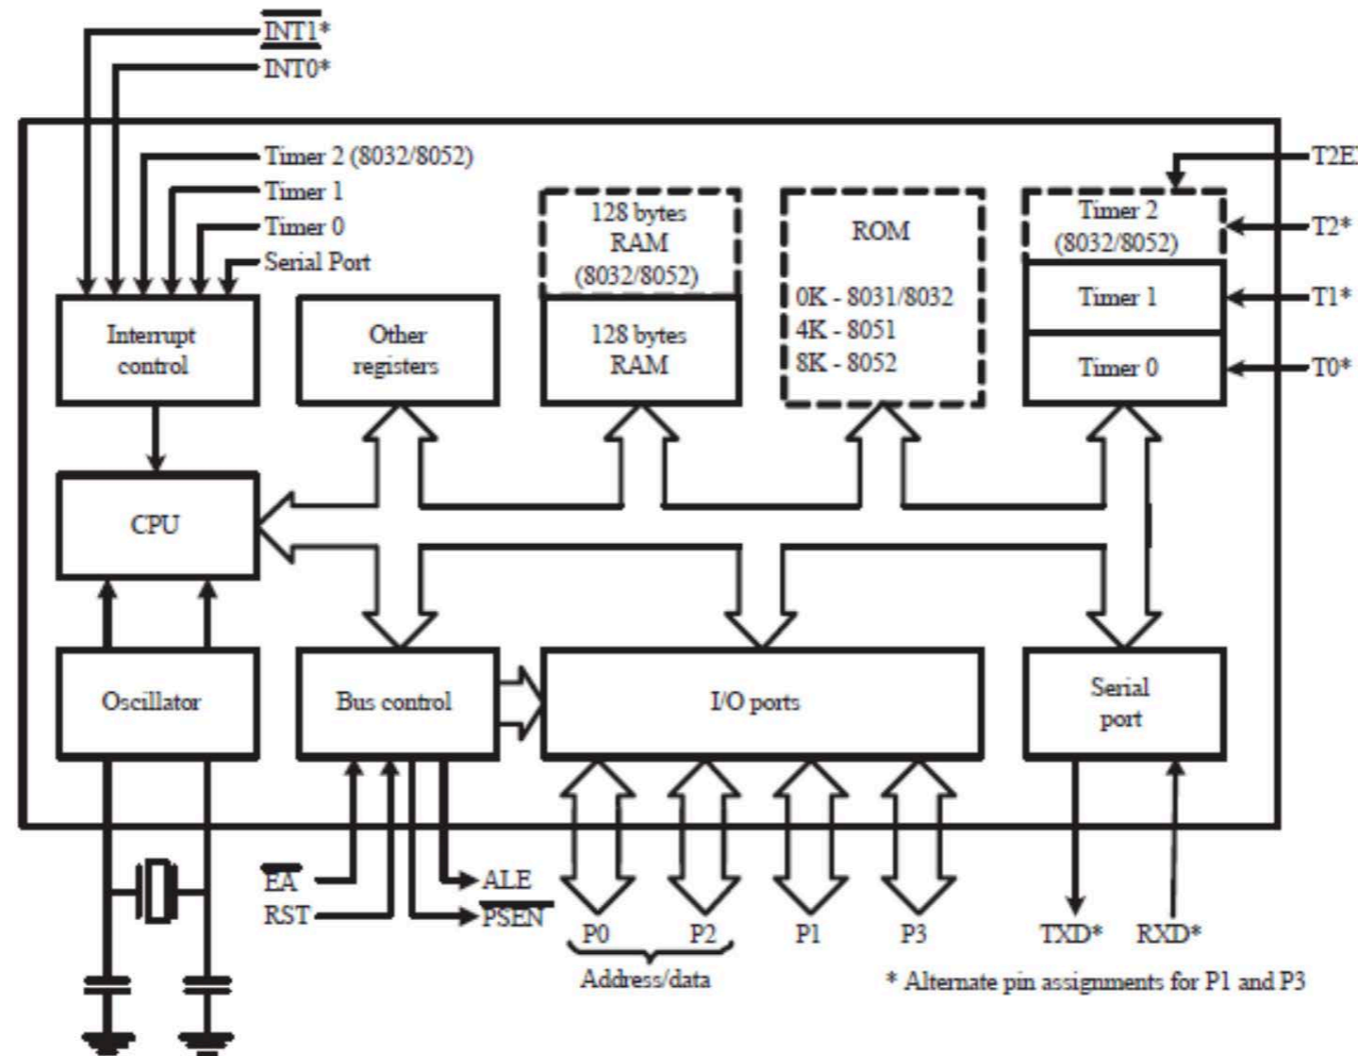 INT1*
INT0*
Timer 2 (8032/8052)
Timer 1
Timer 0
Serial Port
T2E
T2*
T1*
T0*
Interrupt
control
Other
registers
128 bytes
RAM
(8032/8052)
128 bytes
RAM
ROM
0K - 8031/8032
4K - 8051
8K - 8052
Timer 2
(8032/8052)
Timer 1
Timer 0
CPU
Oscillator
Bus control
I/O ports
Serial
port
EA
RST
ALE
PSEN
P0
P2
P1
P3
TXD*
RXD*
Address/data
* Alternate pin assignments for P1 and P3